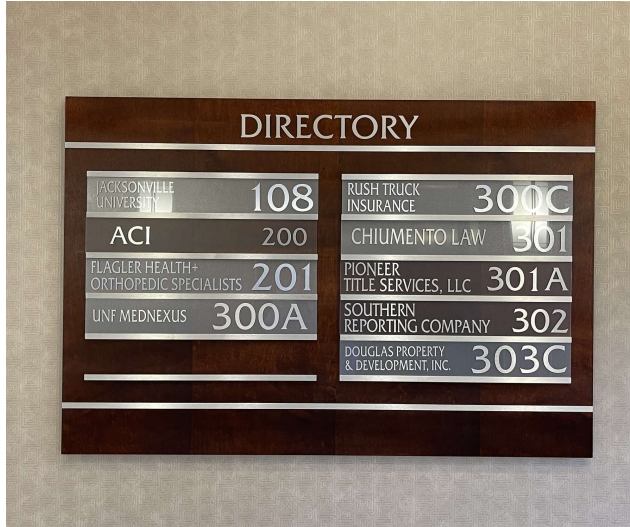 DIRECTORY
JACKSONVILLE
UNIVERSITY 108
ACI 200
FLAGLER HEALTH+
ORTHOPEDIC SPECIALISTS 201
UNF MEDNEXUS 300A
RUSH TRUCK
INSURANCE 300C
CHIUMENTO LAW 301
PIONEER
TITLE SERVICES, LLC 301A
SOUTHERN
REPORTING COMPANY 302
DOUGLAS PROPERTY
& DEVELOPMENT, INC. 303C